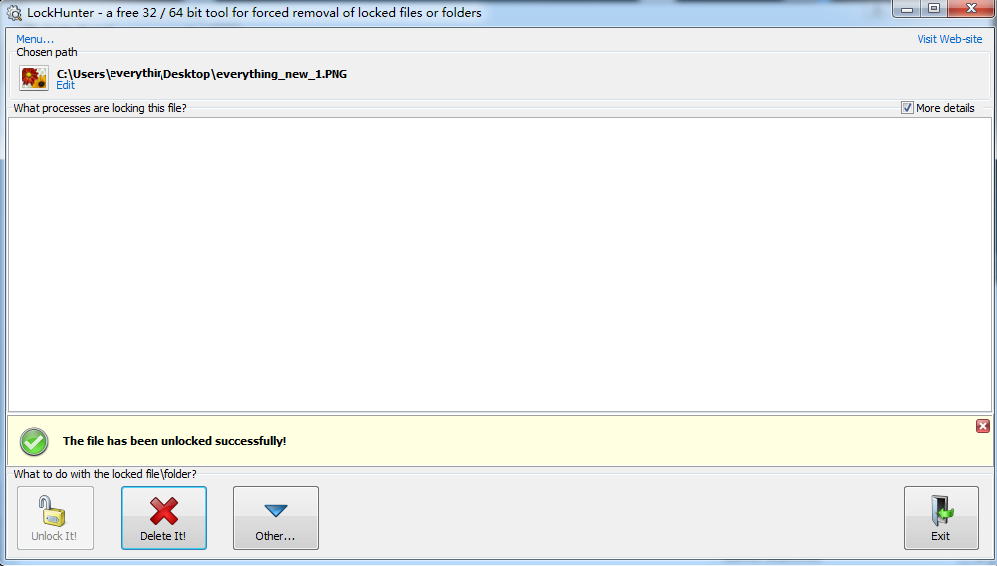 LockHunter - a free 32 / 64 bit tool for forced removal of locked files or folders
Menu...
Visit Web-site
Chosen path
C:\Users\everythin\Desktop\everything_new_1.PNG
Edit
What processes are locking this file?
More details
The file has been unlocked successfully!
What to do with the locked file\folder?
Unlock It!
Delete It!
Other...
Exit